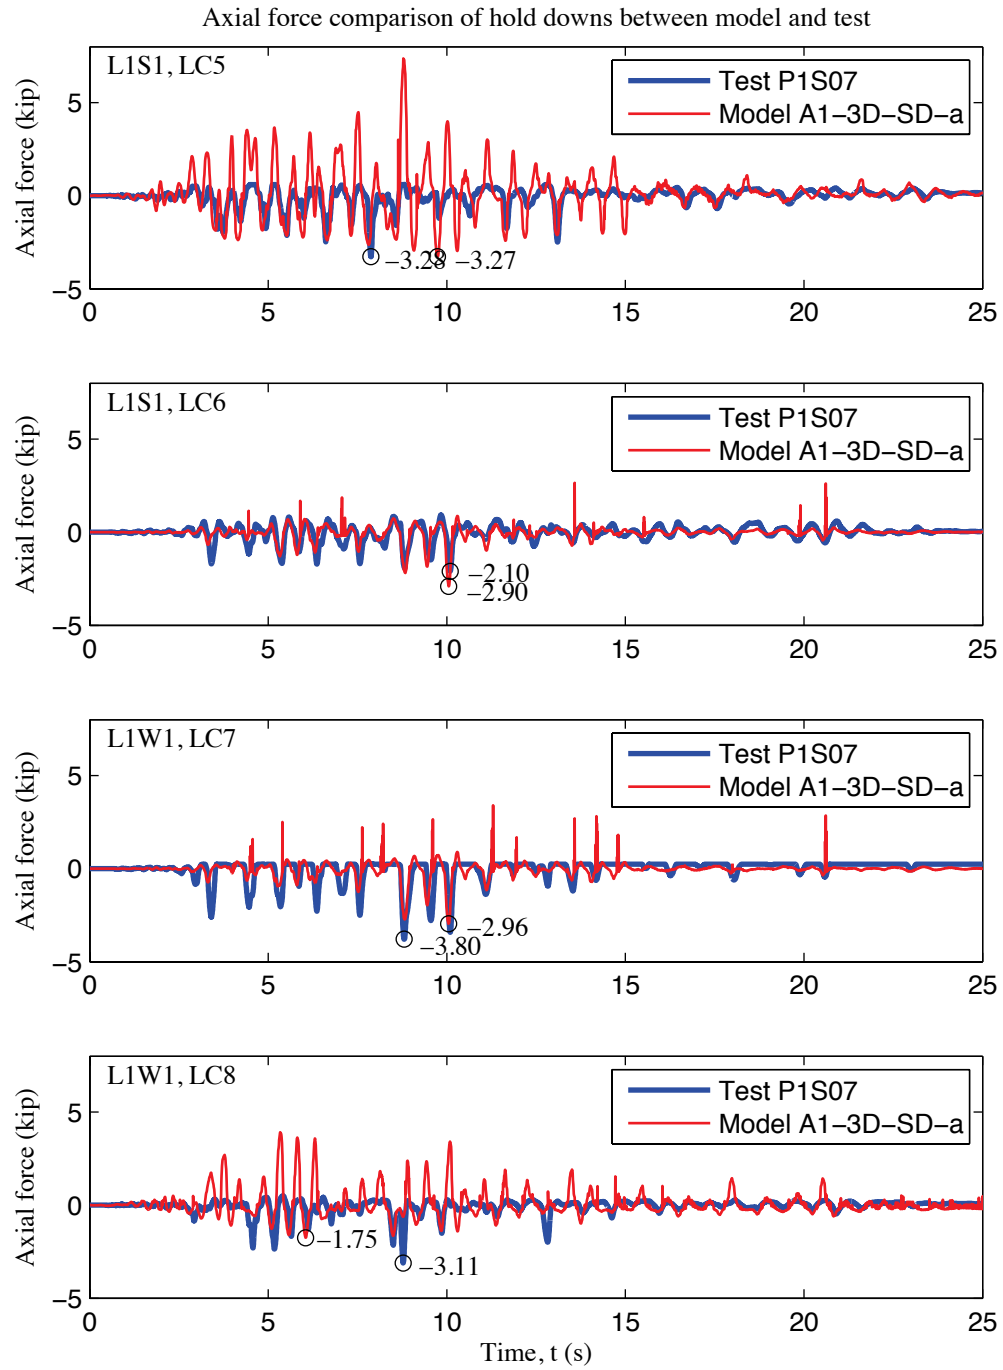 Axial force comparison of hold downs between model and test
L1S1, LC5
Test P1S07
Model A1−3D−SD−a
Axial force (kip)
5
0
−5
−3.28
−3.27
0 5 10 15 20 25
L1S1, LC6
Test P1S07
Model A1−3D−SD−a
Axial force (kip)
5
0
−5
−2.10
−2.90
0 5 10 15 20 25
L1W1, LC7
Test P1S07
Model A1−3D−SD−a
Axial force (kip)
5
0
−5
−2.96
−3.80
0 5 10 15 20 25
L1W1, LC8
Test P1S07
Model A1−3D−SD−a
Axial force (kip)
5
0
−5
−1.75
−3.11
0 5 10 15 20 25
Time, t (s)